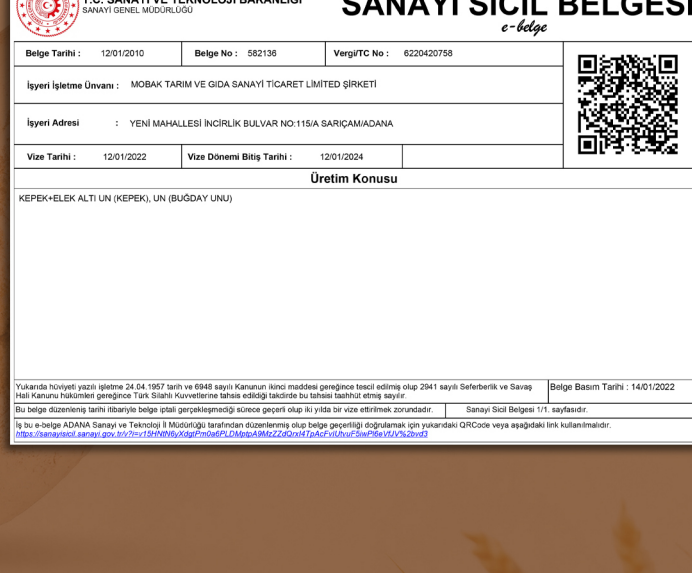 T.C. SANAYİ VE TEKNOLOJİ BAKANLIĞI
SANAYİ GENEL MÜDÜRLÜĞÜ
SANAYİ SİCİL BELGESİ
e-belge
Belge Tarihi : 12/01/2010 Belge No : 582136 Vergi/TC No : 6220420758
İşyeri İşletme Ünvanı : MOBAK TARIM VE GIDA SANAYİ TİCARET LİMİTED ŞİRKETİ
İşyeri Adresi : YENİ MAHALLESİ İNCİRLİK BULVAR NO:115/A SARIÇAM/ADANA
Vize Tarihi : 12/01/2022 Vize Dönemi Bitiş Tarihi : 12/01/2024
Üretim Konusu
KEPEK+ELEK ALTI UN (KEPEK), UN (BUĞDAY UNU)
Yukarıda hüviyeti yazılı işletme 24.04.1957 tarih ve 6948 sayılı Kanunun ikinci maddesi gereğince tescil edilmiş olup 2941 sayılı Seferberlik ve Savaş
Hali Kanunu hükümleri gereğince Türk Silahlı Kuvvetlerine tahsis edildiği takdirde bu tahsisi taahhüt etmiş sayılır.
Belge Basım Tarihi : 14/01/2022
Bu belge düzenleniş tarihi itibariyle belge iptali gerçekleşmediği sürece geçerli olup iki yılda bir vize ettirilmek zorundadır. Sanayi Sicil Belgesi 1/1. sayfasıdır.
İş bu e-belge ADANA Sanayi ve Teknoloji İl Müdürlüğü tarafından düzenlenmiş olup belge geçerliliği doğrulamak için yukarıdaki QRCode veya aşağıdaki link kullanılmalıdır.